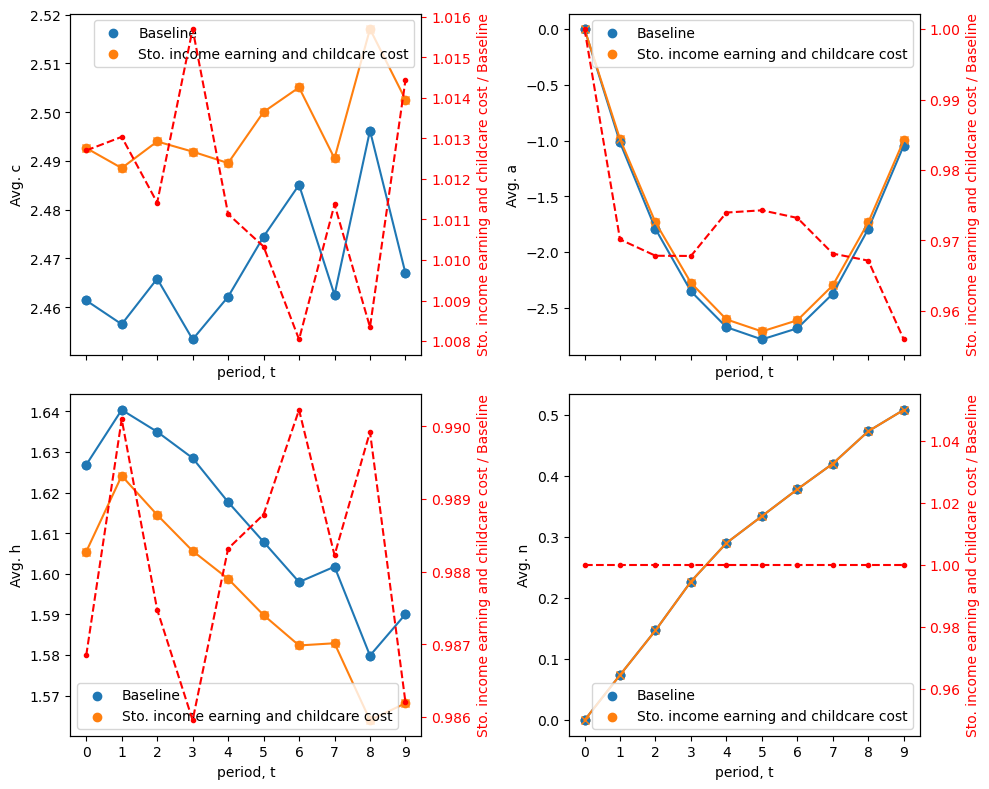 2.52
2.51
2.50
2.49
2.48
2.47
2.46
Avg. c
Baseline
Sto. income earning and childcare cost
1.016
1.015
1.014
1.013
1.012
1.011
1.010
1.009
1.008
Sto. income earning and childcare cost / Baseline
period, t
0.0
−0.5
−1.0
−1.5
−2.0
−2.5
Avg. a
Baseline
Sto. income earning and childcare cost
1.00
0.99
0.98
0.97
0.96
Sto. income earning and childcare cost / Baseline
period, t
1.64
1.63
1.62
1.61
1.60
1.59
1.58
1.57
Avg. h
Baseline
Sto. income earning and childcare cost
0.990
0.989
0.988
0.987
0.986
Sto. income earning and childcare cost / Baseline
0 1 2 3 4 5 6 7 8 9
period, t
0.5
0.4
0.3
0.2
0.1
0.0
Avg. n
Baseline
Sto. income earning and childcare cost
1.04
1.02
1.00
0.98
0.96
Sto. income earning and childcare cost / Baseline
0 1 2 3 4 5 6 7 8 9
period, t